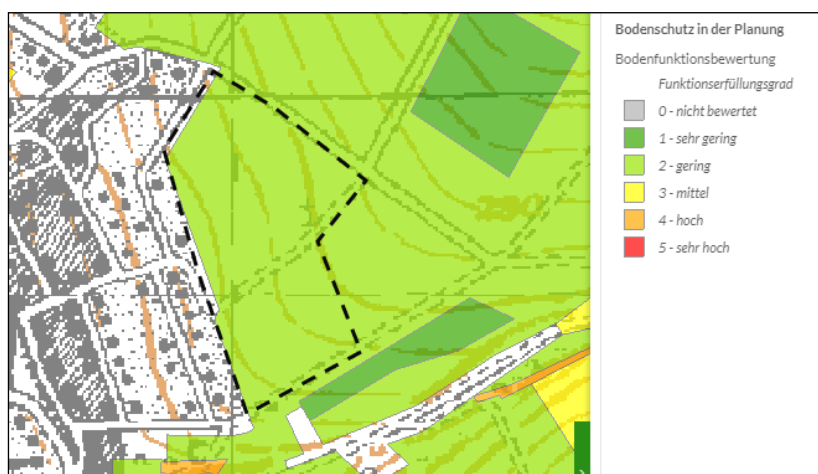 Bodenschutz in der Planung
Bodenfunktionsbewertung
Funktionserfüllungsgrad
0 - nicht bewertet
1 - sehr gering
2 - gering
3 - mittel
4 - hoch
5 - sehr hoch